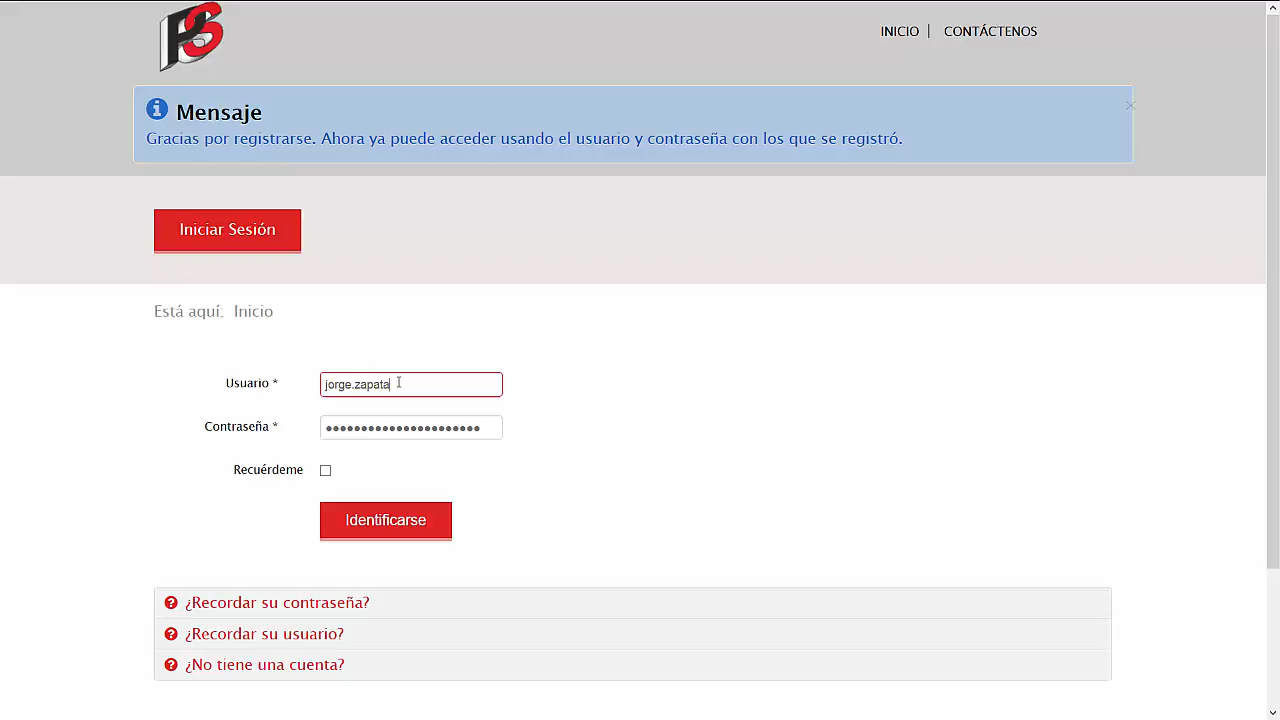 PS
INICIO | CONTÁCTENOS
Mensaje
Gracias por registrarse. Ahora ya puede acceder usando el usuario y contraseña con los que se registró.
Iniciar Sesión
Está aquí: Inicio
Usuario *
jorge.zapata
Contraseña *
Recuérdeme
Identificarse
¿Recordar su contraseña?
¿Recordar su usuario?
¿No tiene una cuenta?